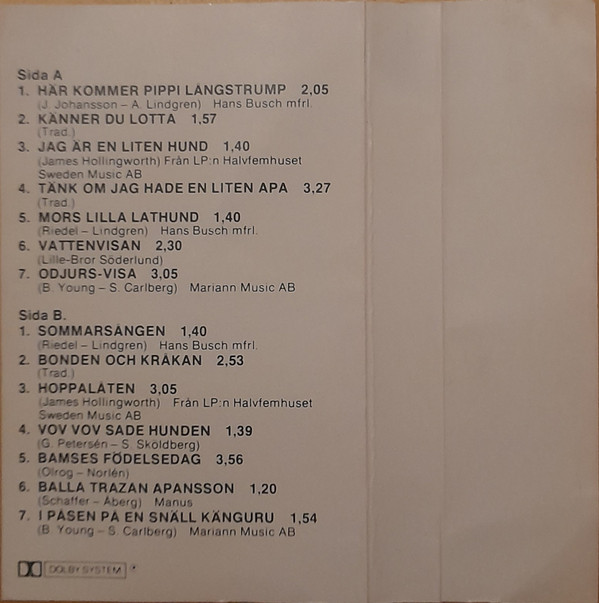 Sida A
1. HÄR KOMMER PIPPI LÅNGSTRUMP 2,05
(J. Johansson – A. Lindgren) Hans Busch mfrl.
2. KÄNNER DU LOTTA 1,57
(Trad.)
3. JAG ÄR EN LITEN HUND 1,40
(James Hollingworth) Från LP:n Halvfemhuset
Sweden Music AB
4. TÄNK OM JAG HADE EN LITEN APA 3,27
(Trad.)
5. MORS LILLA LATHUND 1,40
(Riedel – Lindgren) Hans Busch mfrl.
6. VATTENVISAN 2,30
(Lille-Bror Söderlund)
7. ODJURS-VISA 3,05
(B. Young – S. Carlberg) Mariann Music AB
Sida B.
1. SOMMARSÅNGEN 1,40
(Riedel – Lindgren) Hans Busch mfrl.
2. BONDEN OCH KRÅKAN 2,53
(Trad.)
3. HOPPALÅTEN 3,05
(James Hollingworth) Från LP:n Halvfemhuset
Sweden Music AB
4. VOV VOV SADE HUNDEN 1,39
(G. Petersén – S. Sköldberg)
5. BAMSES FÖDELSEDAG 3,56
(Olrog – Norlén)
6. BALLA TRAZAN APANSSON 1,20
(Schaffer – Åberg) Manus
7. I PÅSEN PÅ EN SNÄLL KÄNGURU 1,54
(B. Young – S. Carlberg) Mariann Music AB
DOLBY SYSTEM